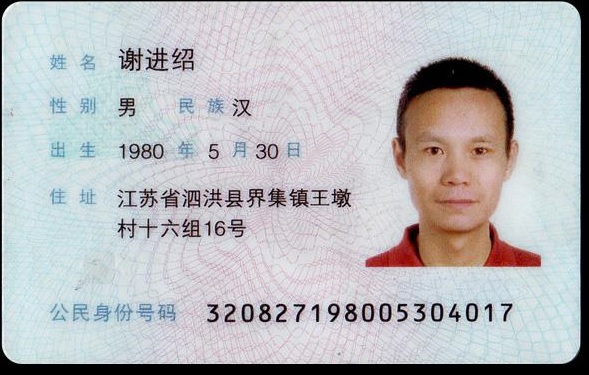 姓名 谢进绍
性别 男 民族 汉
出生 1980 年 5 月 30 日
住址 江苏省泗洪县界集镇王墩
村十六组16号
公民身份号码 320827198005304017